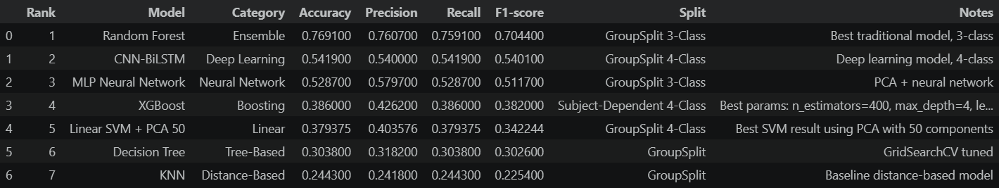 Rank Model Category Accuracy Precision Recall F1-score Split Notes
0 1 Random Forest Ensemble 0.769100 0.760700 0.759100 0.704400 GroupSplit 3-Class Best traditional model, 3-class
1 2 CNN-BiLSTM Deep Learning 0.541900 0.540000 0.541900 0.540100 GroupSplit 4-Class Deep learning model, 4-class
2 3 MLP Neural Network Neural Network 0.528700 0.579700 0.528700 0.511700 GroupSplit 3-Class PCA + neural network
3 4 XGBoost Boosting 0.386000 0.426200 0.386000 0.382000 Subject-Dependent 4-Class Best params: n_estimators=400, max_depth=4, le...
4 5 Linear SVM + PCA 50 Linear 0.379375 0.403576 0.379375 0.342244 GroupSplit 4-Class Best SVM result using PCA with 50 components
5 6 Decision Tree Tree-Based 0.303800 0.318200 0.303800 0.302600 GroupSplit GridSearchCV tuned
6 7 KNN Distance-Based 0.244300 0.241800 0.244300 0.225400 GroupSplit Baseline distance-based model